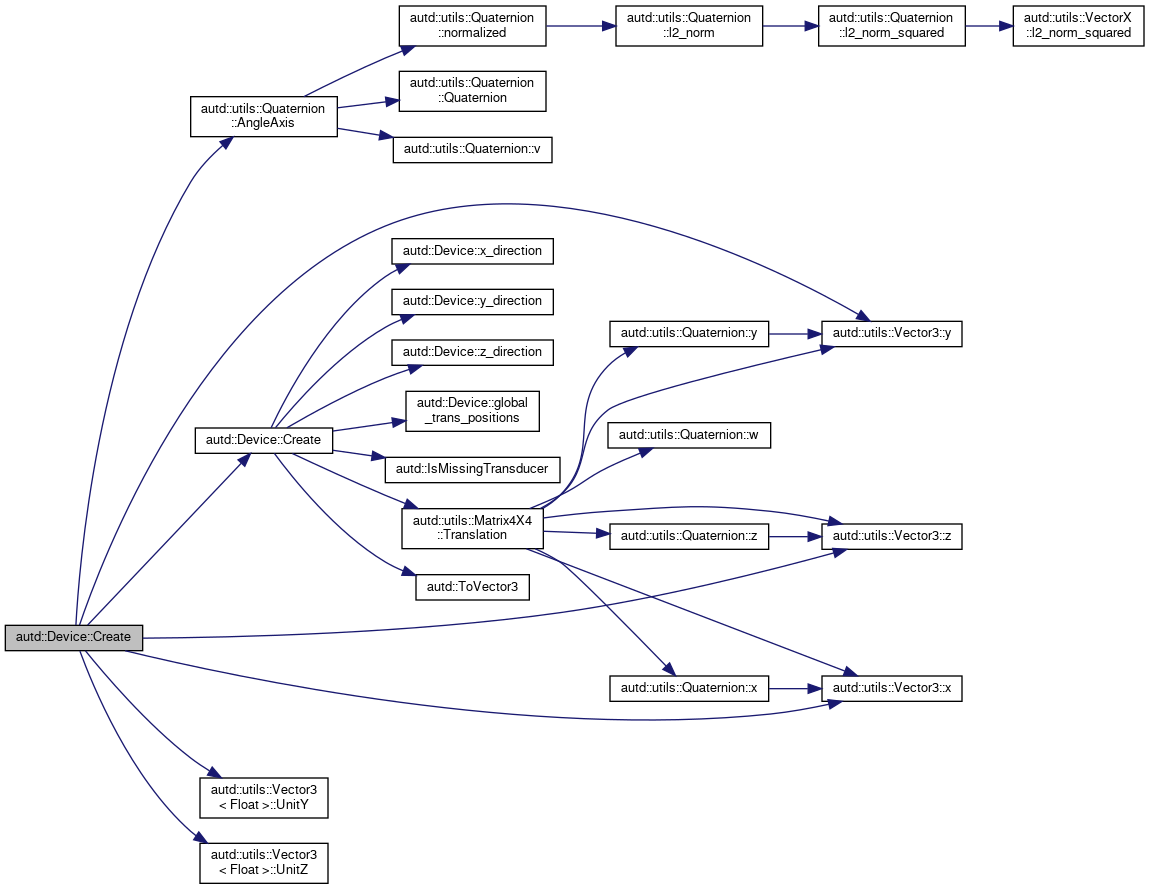 autd::utils::Quaternion
::normalized
autd::utils::Quaternion
::l2_norm
autd::utils::Quaternion
::l2_norm_squared
autd::utils::VectorX
::l2_norm_squared
autd::utils::Quaternion
::Quaternion
autd::utils::Quaternion
::AngleAxis
autd::utils::Quaternion::v
autd::Device::x_direction
autd::Device::y_direction
autd::utils::Quaternion::y
autd::utils::Vector3::y
autd::Device::z_direction
autd::Device::global
_trans_positions
autd::utils::Quaternion::w
autd::Device::Create
autd::IsMissingTransducer
autd::utils::Matrix4X4
::Translation
autd::utils::Quaternion::z
autd::utils::Vector3::z
autd::ToVector3
autd::Device::Create
autd::utils::Quaternion::x
autd::utils::Vector3::x
autd::utils::Vector3
< Float >::UnitY
autd::utils::Vector3
< Float >::UnitZ